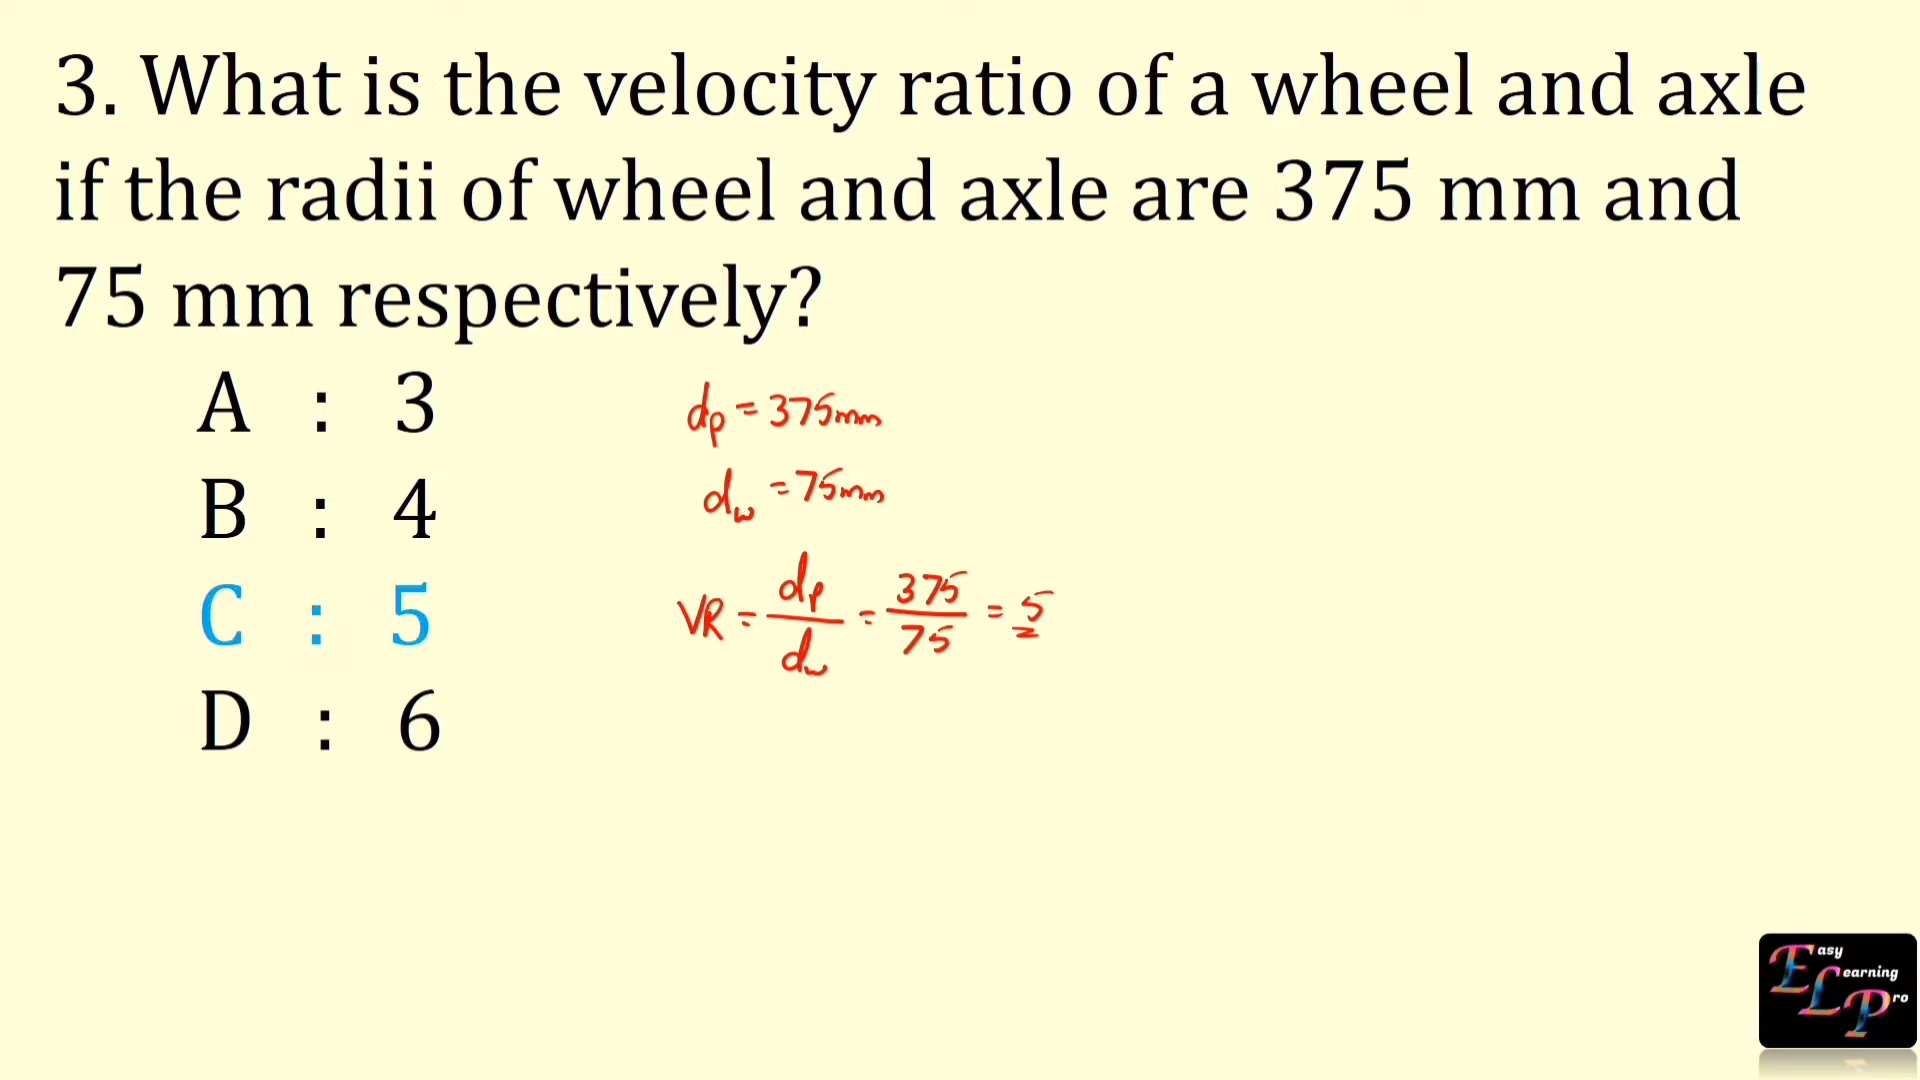 3. What is the velocity ratio of a wheel and axle
if the radii of wheel and axle are 375 mm and
75 mm respectively?
A : 3
B : 4
C : 5
D : 6
dp = 375mm
dw = 75mm
VR = dp/dw = 375/75 = 5
Easy
Learning
Pro